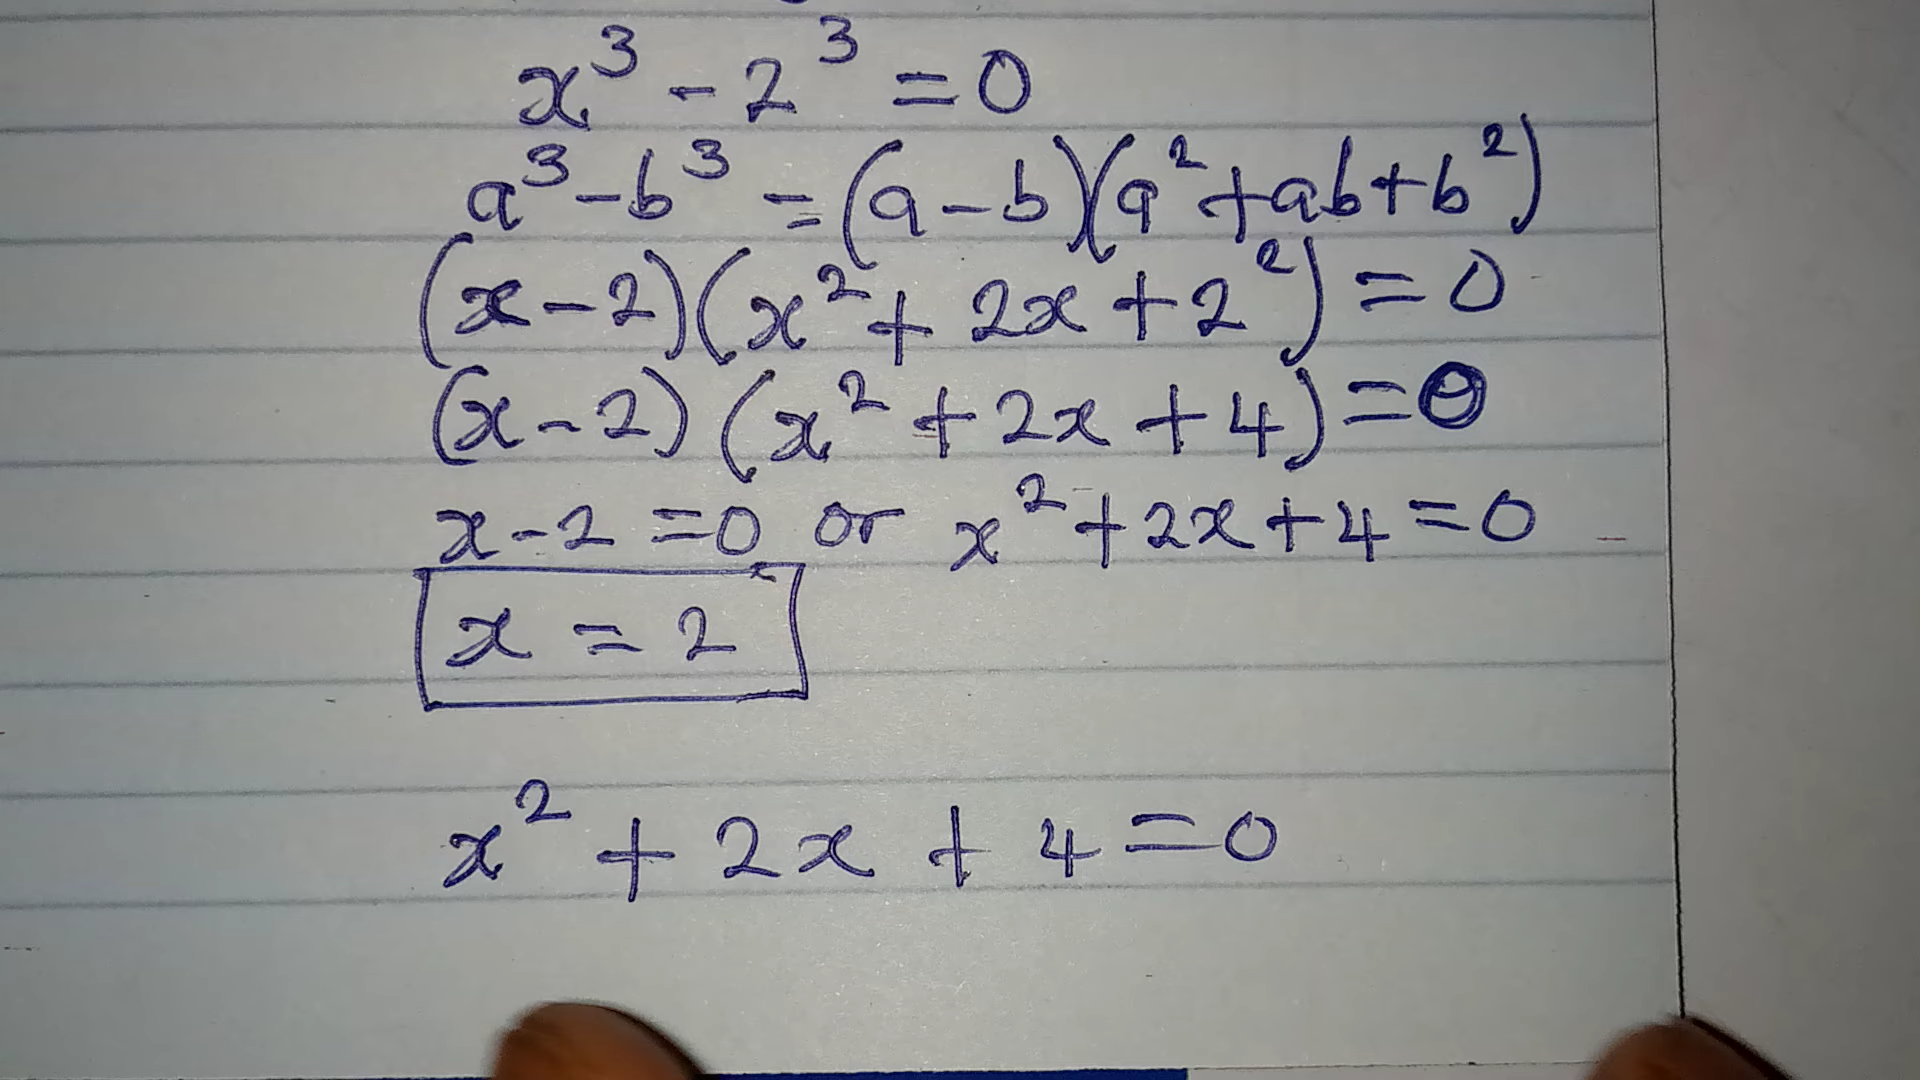 x³ - 2³ = 0
a³ - b³ = (a - b)(a² + ab + b²)
(x - 2)(x² + 2x + 2²) = 0
(x - 2)(x² + 2x + 4) = 0
x - 2 = 0 or x² + 2x + 4 = 0
x = 2
x² + 2x + 4 = 0